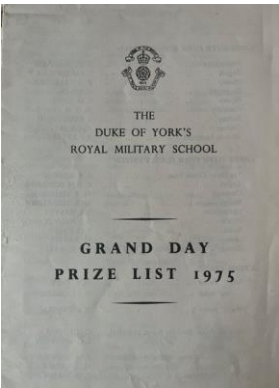 THE
DUKE OF YORK'S
ROYAL MILITARY SCHOOL
GRAND DAY
PRIZE LIST 1975